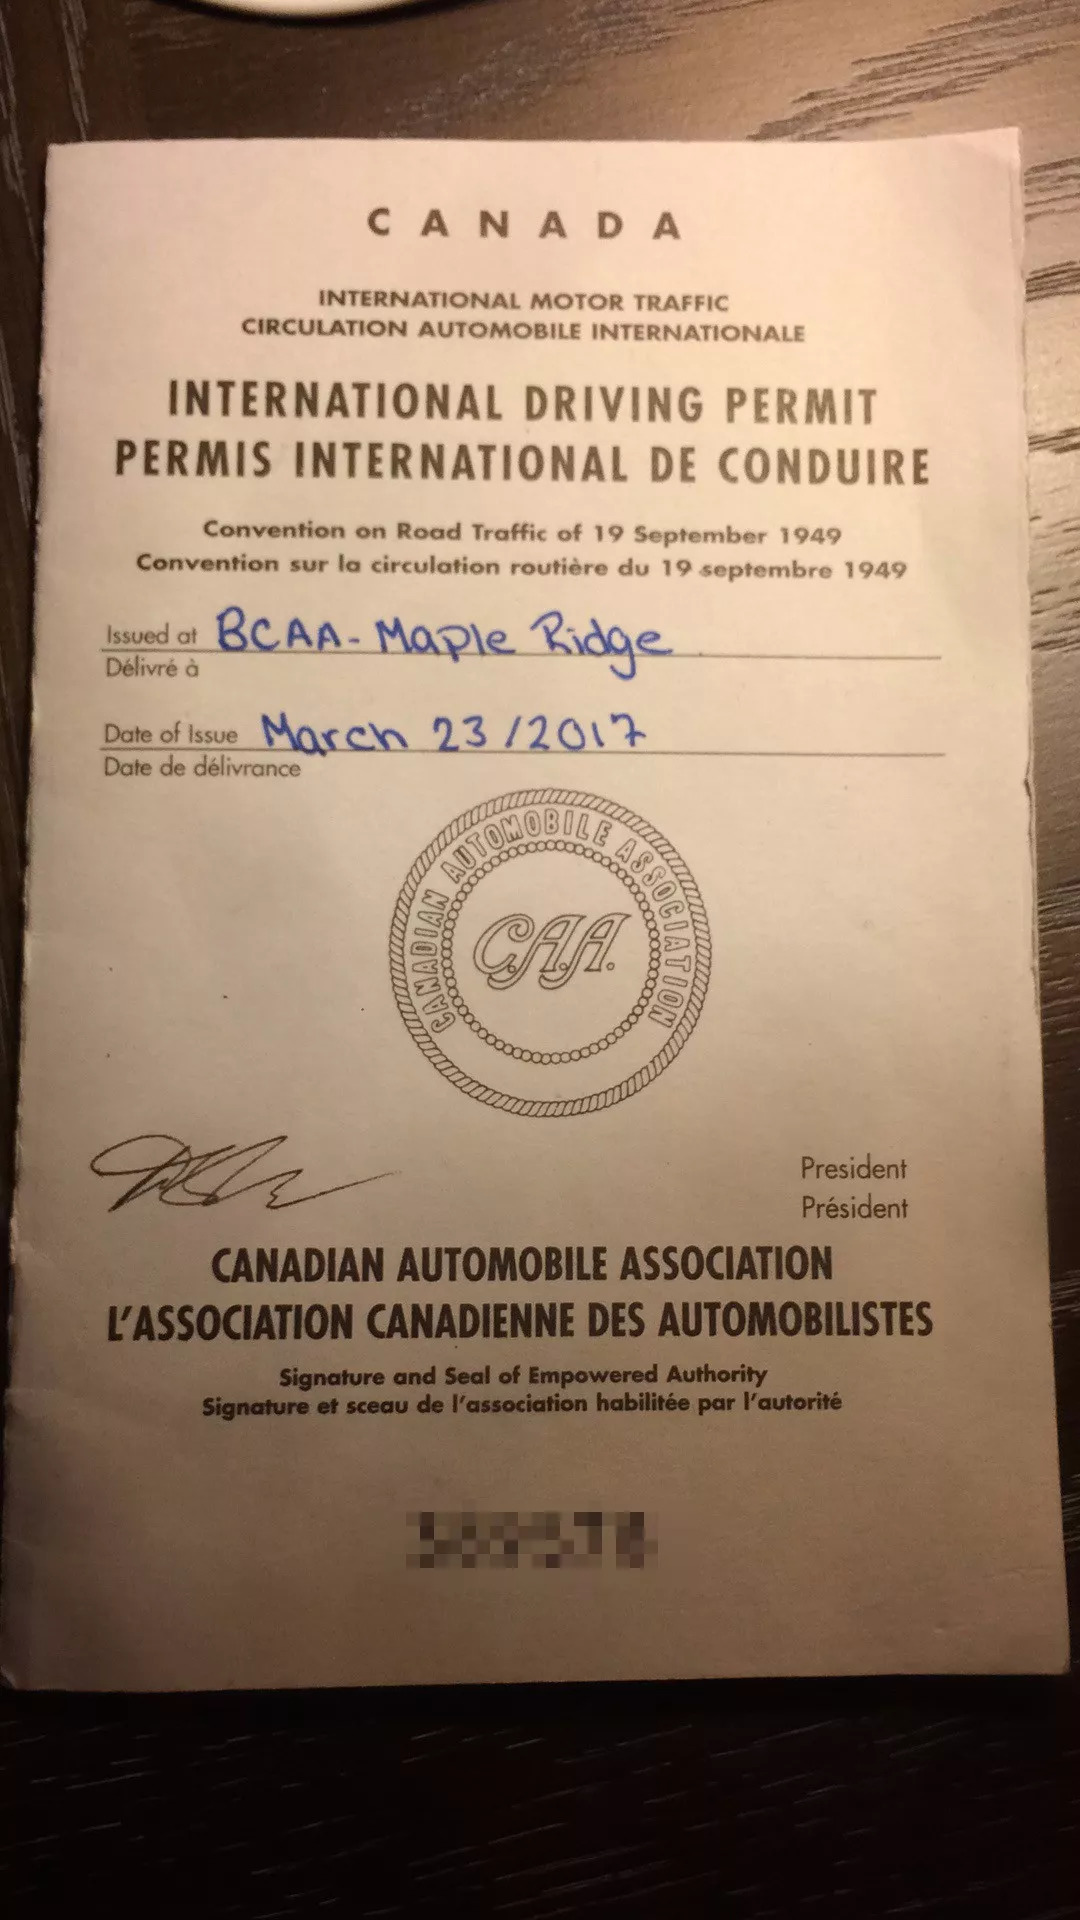 CANADA
INTERNATIONAL MOTOR TRAFFIC
CIRCULATION AUTOMOBILE INTERNATIONALE
INTERNATIONAL DRIVING PERMIT
PERMIS INTERNATIONAL DE CONDUIRE
Convention on Road Traffic of 19 September 1949
Convention sur la circulation routière du 19 septembre 1949
Issued at BCAA-Maple Ridge
Délivré à
Date of Issue March 23/2017
Date de délivrance
CANADIAN AUTOMOBILE ASSOCIATION
C.A.A.
President
Président
CANADIAN AUTOMOBILE ASSOCIATION
L'ASSOCIATION CANADIENNE DES AUTOMOBILISTES
Signature and Seal of Empowered Authority
Signature et sceau de l'association habilitée par l'autorité